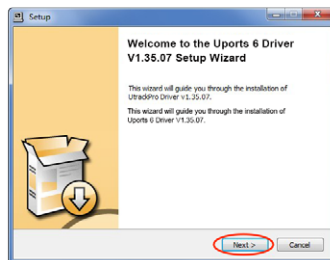 Setup
Welcome to the Uports 6 Driver
V1.35.07 Setup Wizard
This wizard will guide you through the installation of
UtrackPro Driver v1.35.07.
This wizard will guide you through the installation of
Uports 6 Driver V1.35.07.
Next >
Cancel